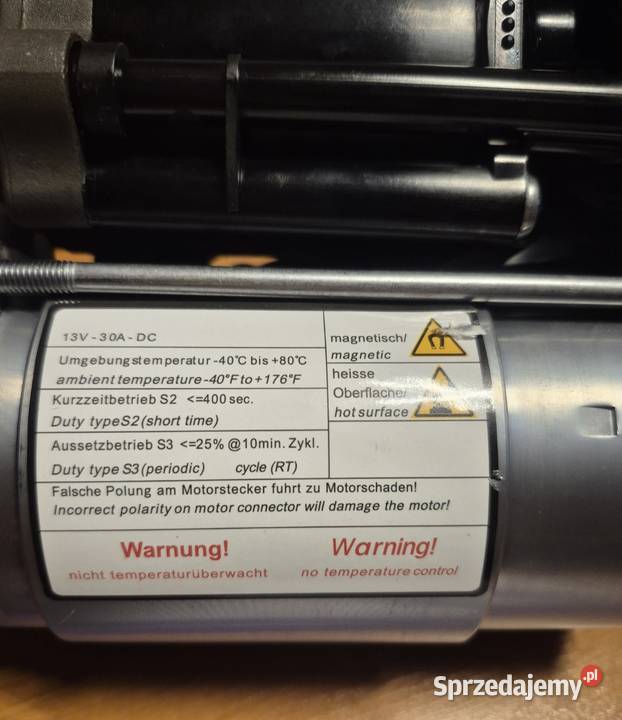 13V - 30A - DC
Umgebungstemperatur -40°C bis +80°C
ambient temperature -40°F to +176°F
Kurzzeitbetrieb S2 <=400 sec.
Duty type S2 (short time)
Aussetzbetrieb S3 <=25% @10min. Zykl.
Duty type S3 (periodic) cycle (RT)
magnetisch/
magnetic
heisse
Oberflache/
hot surface
Falsche Polung am Motorstecker fuhrt zu Motorschaden!
Incorrect polarity on motor connector will damage the motor!
Warnung! Warning!
nicht temperaturüberwacht no temperature control
Sprzedajemy.pl